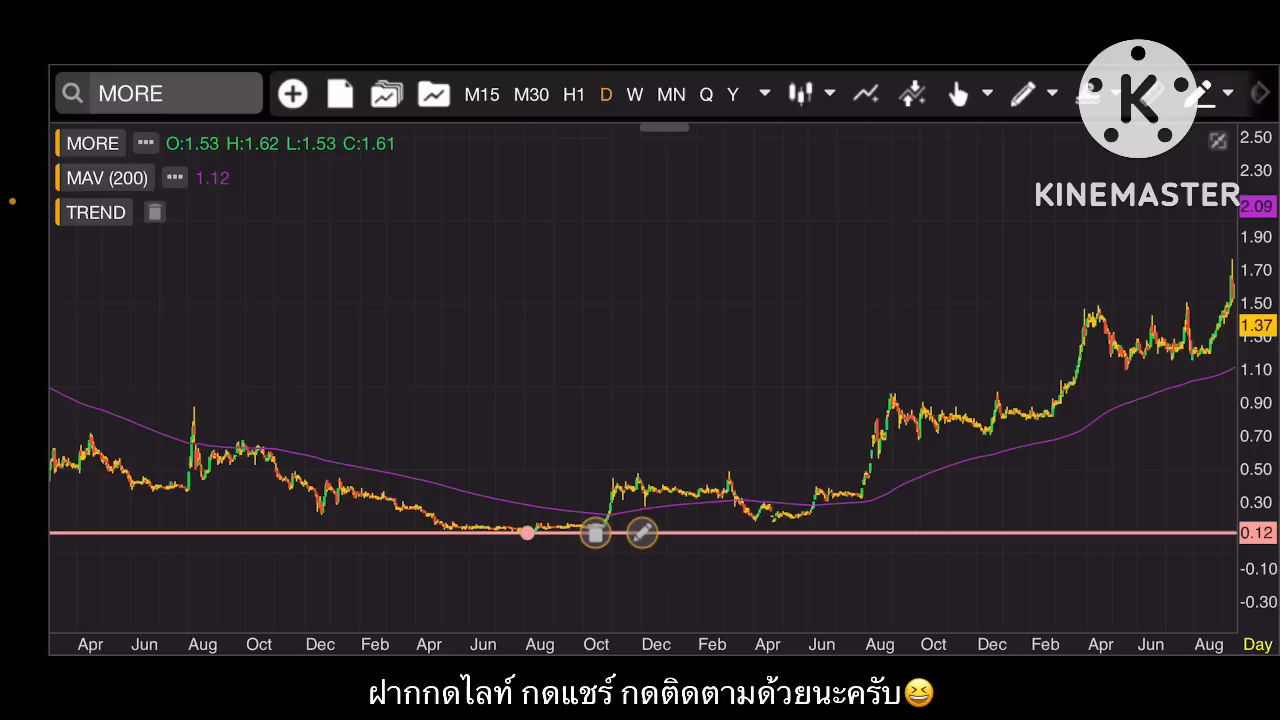 MORE M15 M30 H1 D W MN Q Y
K
KINEMASTER
MORE O:1.53 H:1.62 L:1.53 C:1.61
MAV (200) 1.12
TREND
2.50
2.30
2.09
1.90
1.70
1.50
1.37
1.30
1.10
0.90
0.70
0.50
0.30
0.12
-0.10
-0.30
Apr Jun Aug Oct Dec Feb Apr Jun Aug Oct Dec Feb Apr Jun Aug Oct Dec Feb Apr Jun Aug Day
ฝากกดไลท์ กดแชร์ กดติดตามด้วยนะครับ😆